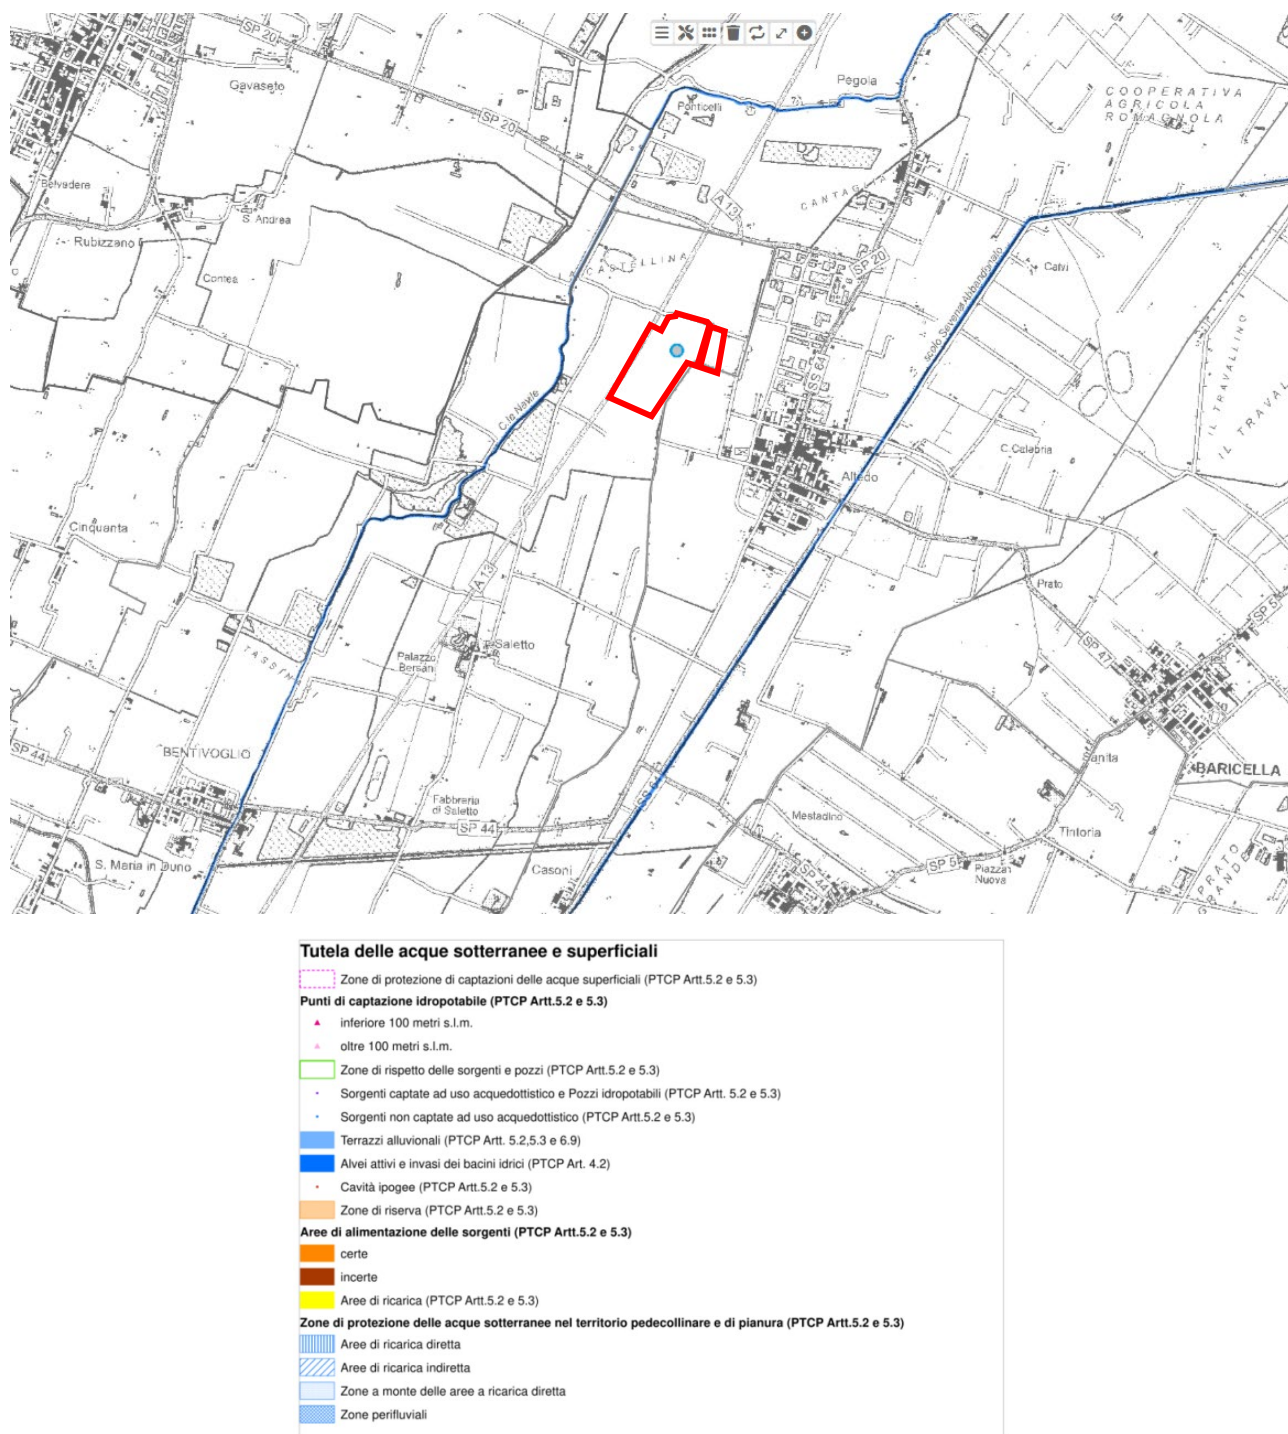 SP 20
Gavaseto
Pegola
COOPERATIVA
AGRICOLA
ROMAGNOLA
Ponticelli
SP 20
Belvedere
S. Andrea
A 13
CANTAGLIA
Rubizzano
Contea
CASTELLINA
SP 20
Calvi
scolo Savena Abbandonato
SS 64
IL TRAVALLINO
IL TRAVAL
C.le Navile
C. Calabria
Altedo
Cinquanta
A 13
Prato
SP 5
SP 47
Saletto
Palazzo
Bersani
TASSINARI
SP 44
BENTIVOGLIO
Sanita
BARICELLA
SS 64
Fabbreria
di Saletto
SP 44
Mestadino
Tintoria
S. Maria in Duno
Casoni
SP 44
SP 5
Piazza
Nuova
PRATO
GRANDE
Tutela delle acque sotterranee e superficiali
Zone di protezione di captazioni delle acque superficiali (PTCP Artt.5.2 e 5.3)
Punti di captazione idropotabile (PTCP Artt.5.2 e 5.3)
inferiore 100 metri s.l.m.
oltre 100 metri s.l.m.
Zone di rispetto delle sorgenti e pozzi (PTCP Artt.5.2 e 5.3)
Sorgenti captate ad uso acquedottistico e Pozzi idropotabili (PTCP Artt. 5.2 e 5.3)
Sorgenti non captate ad uso acquedottistico (PTCP Artt.5.2 e 5.3)
Terrazzi alluvionali (PTCP Artt. 5.2,5.3 e 6.9)
Alvei attivi e invasi dei bacini idrici (PTCP Art. 4.2)
Cavità ipogee (PTCP Artt.5.2 e 5.3)
Zone di riserva (PTCP Artt.5.2 e 5.3)
Aree di alimentazione delle sorgenti (PTCP Artt.5.2 e 5.3)
certe
incerte
Aree di ricarica (PTCP Artt.5.2 e 5.3)
Zone di protezione delle acque sotterranee nel territorio pedecollinare e di pianura (PTCP Artt.5.2 e 5.3)
Aree di ricarica diretta
Aree di ricarica indiretta
Zone a monte delle aree a ricarica diretta
Zone perifluviali